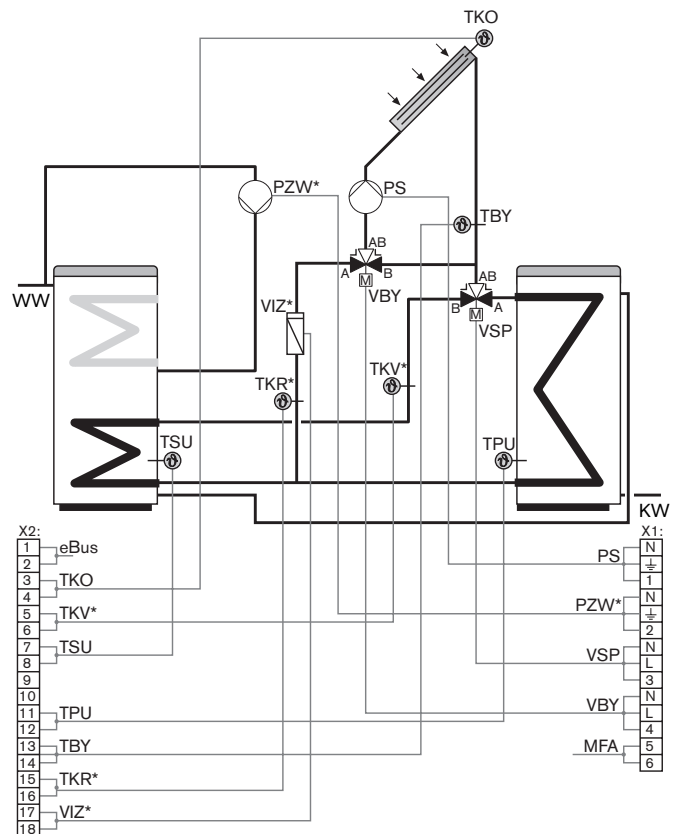 TKO
PZW*
PS
TBY
AB
A
B
M
VBY
AB
B
A
M
VSP
WW
VIZ*
TKR*
TKV*
TSU
TPU
KW
X2:
1
2
eBus
3
4
TKO
5
6
TKV*
7
8
TSU
9
10
11
12
TPU
13
14
TBY
15
16
TKR*
17
18
VIZ*
X1:
PS
N
1
PZW*
N
2
VSP
N
L
3
VBY
N
L
4
MFA
5
6